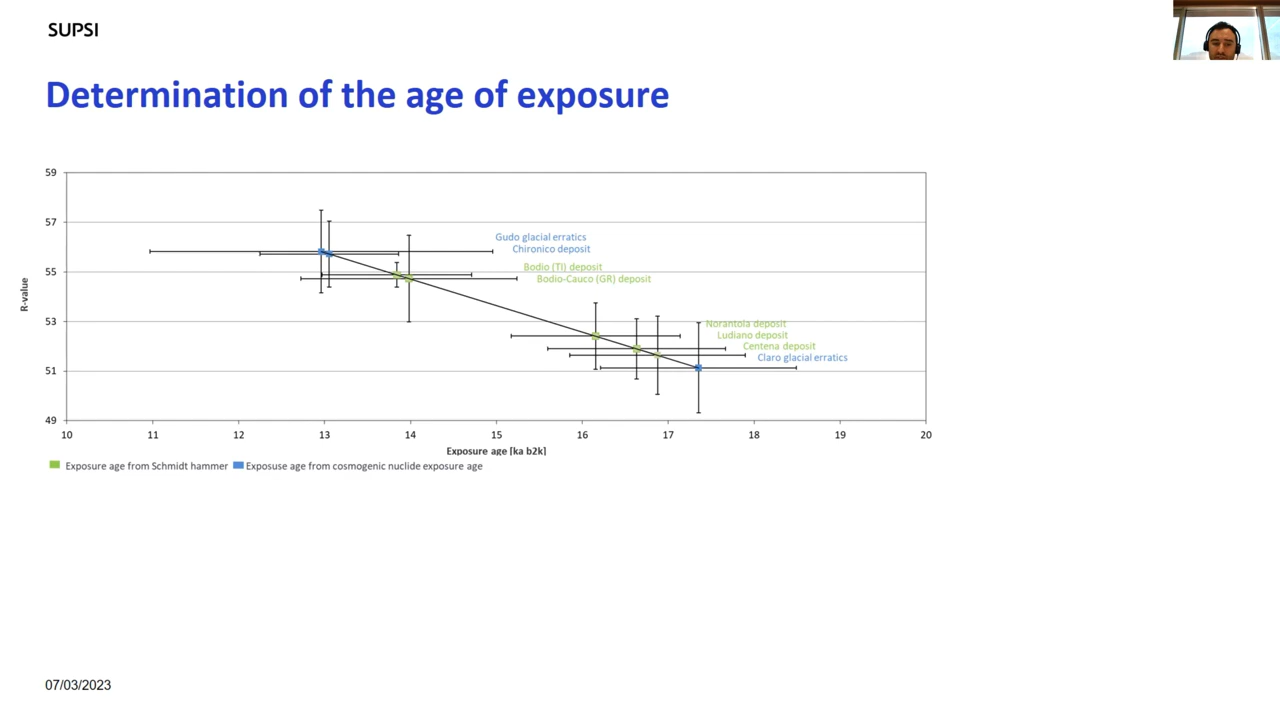 SUPSI
Determination of the age of exposure
59
57
55
53
51
49
R-value
Gudo glacial erratics
Chironico deposit
Bodio (TI) deposit
Bodio-Cauco (GR) deposit
Norantola deposit
Ludiano deposit
Centena deposit
Claro glacial erratics
10 11 12 13 14 15 16 17 18 19 20
Exposure age [ka b2k]
Exposure age from Schmidt hammer Exposuse age from cosmogenic nuclide exposure age
07/03/2023